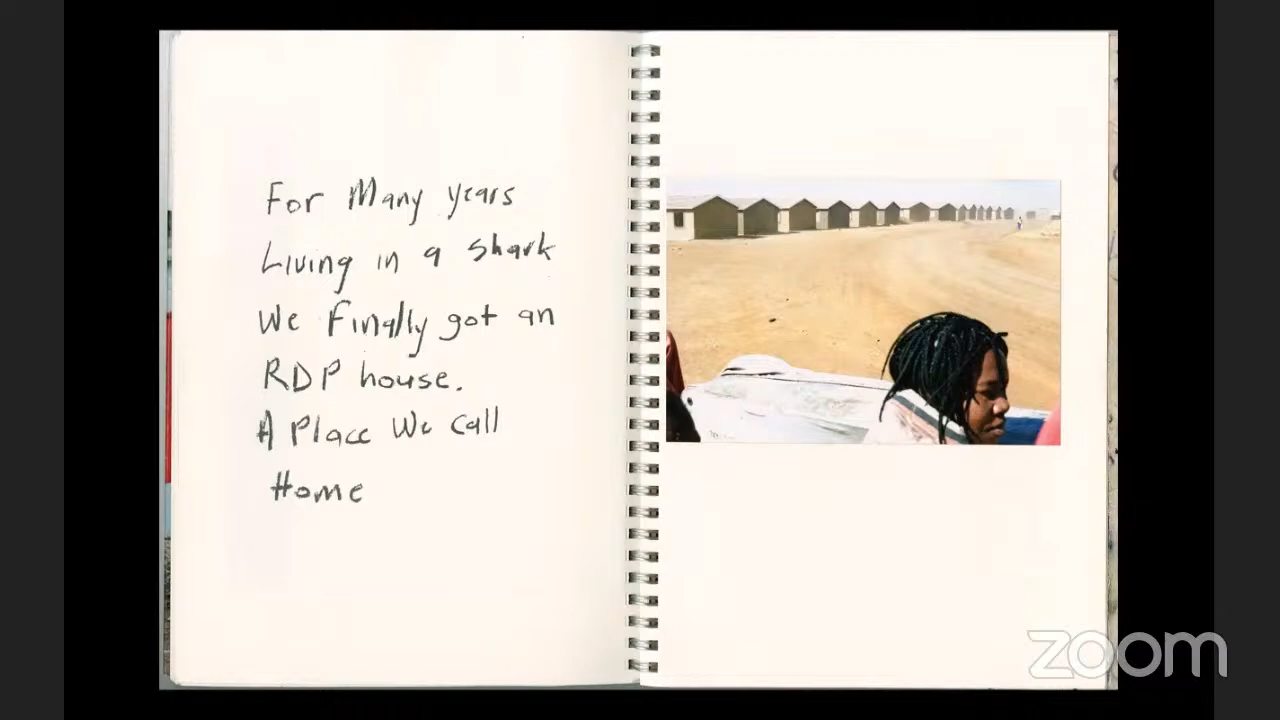 For Many years
Living in a shark
We Finally got an
RDP house.
A Place We call
Home
zoom